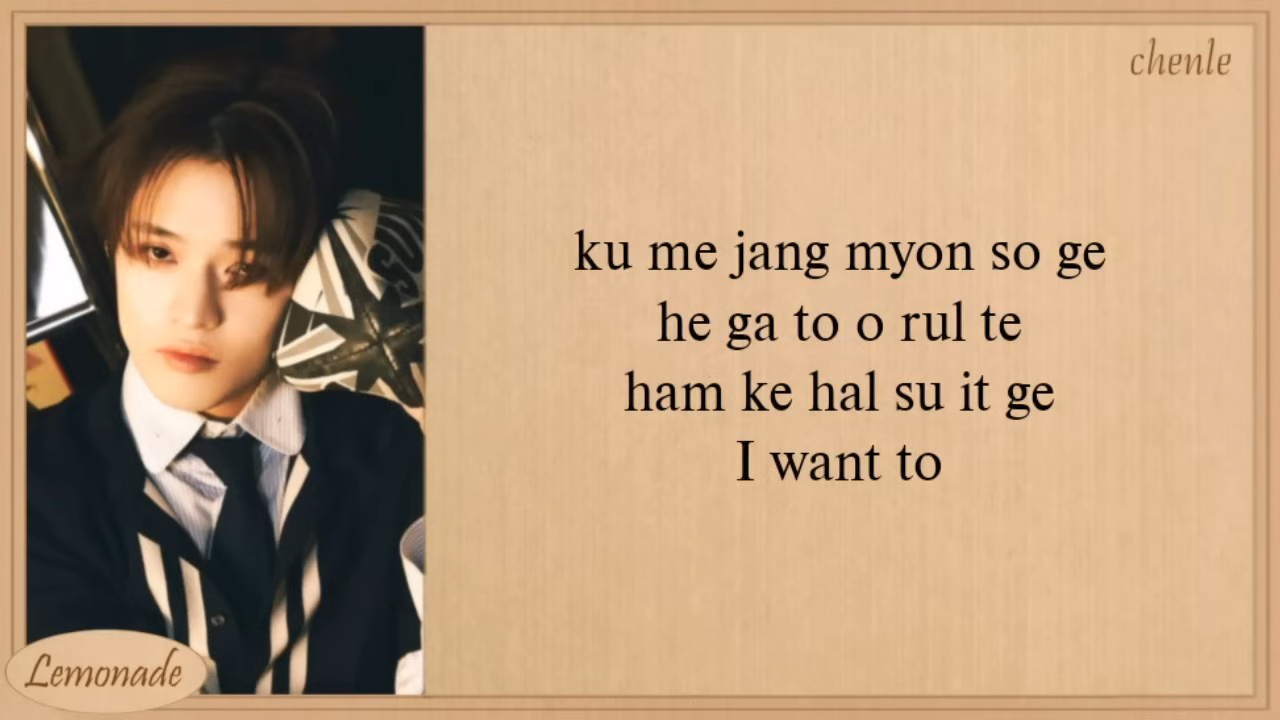 chenle
ku me jang myon so ge
he ga to o rul te
ham ke hal su it ge
I want to
Lemonade